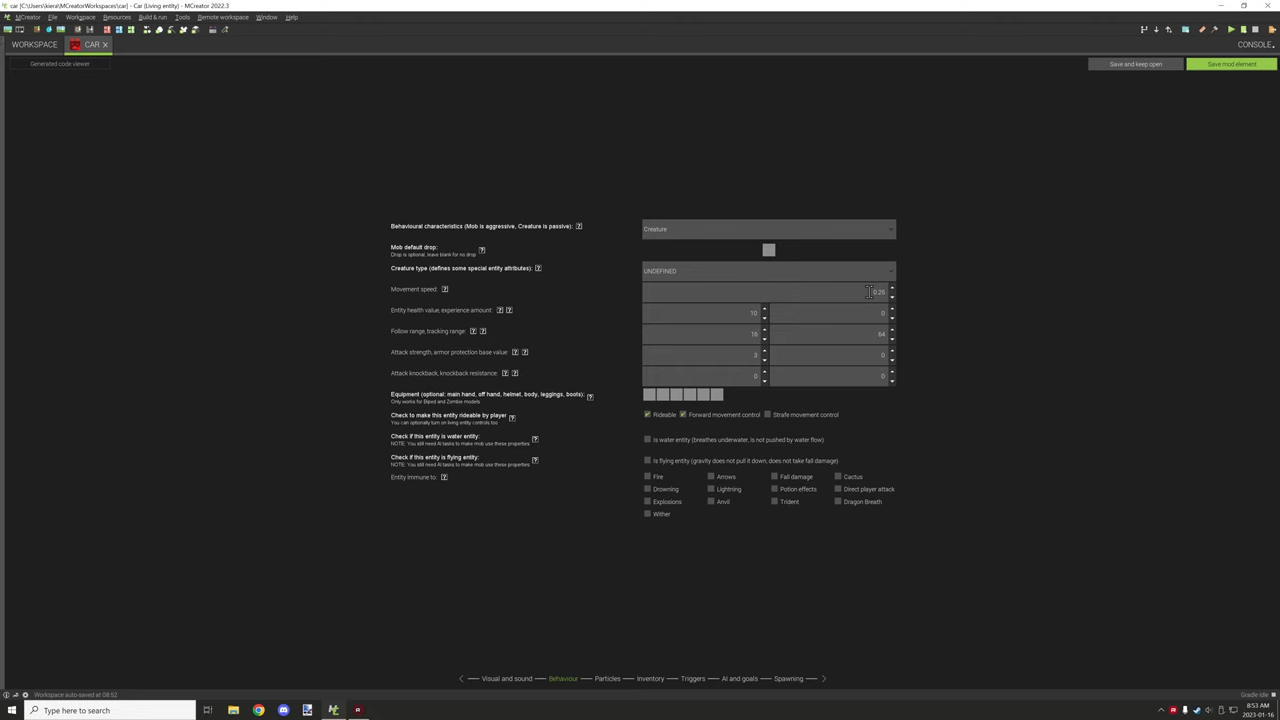 car [C:\Users\kiera\MCreatorWorkspaces\car] - Car (Living entity) - MCreator 2022.3
MCreator File Workspace Resources Build & run Tools Remote workspace Window Help
WORKSPACE CAR CONSOLE
Generated code viewer Save and keep open Save mod element
Behavioural characteristics (Mob is aggressive, Creature is passive): Creature
Mob default drop:
Drop is optional, leave blank for no drop
Creature type (defines some special entity attributes): UNDEFINED
Movement speed: 0.25
Entity health value, experience amount: 10 0
Follow range, tracking range: 16 64
Attack strength, armor protection base value: 3 0
Attack knockback, knockback resistance: 0 0
Equipment (optional: main hand, off hand, helmet, body, leggings, boots):
Only works for Biped and Zombie models
Check to make this entity rideable by player Rideable Forward movement control Strafe movement control
You can optionally turn on living entity controls too
Check if this entity is water entity: Is water entity (breathes underwater, is not pushed by water flow)
NOTE: You still need AI tasks to make mob use these properties
Check if this entity is flying entity: Is flying entity (gravity does not pull it down, does not take fall damage)
NOTE: You still need AI tasks to make mob use these properties
Entity immune to: Fire Arrows Fall damage Cactus
Drowning Lightning Potion effects Direct player attack
Explosions Anvil Trident Dragon Breath
Wither
Visual and sound Behaviour Particles Inventory Triggers AI and goals Spawning
Workspace auto-saved at 08:52 Gradle idle
Type here to search 8:53 AM
2023-01-16